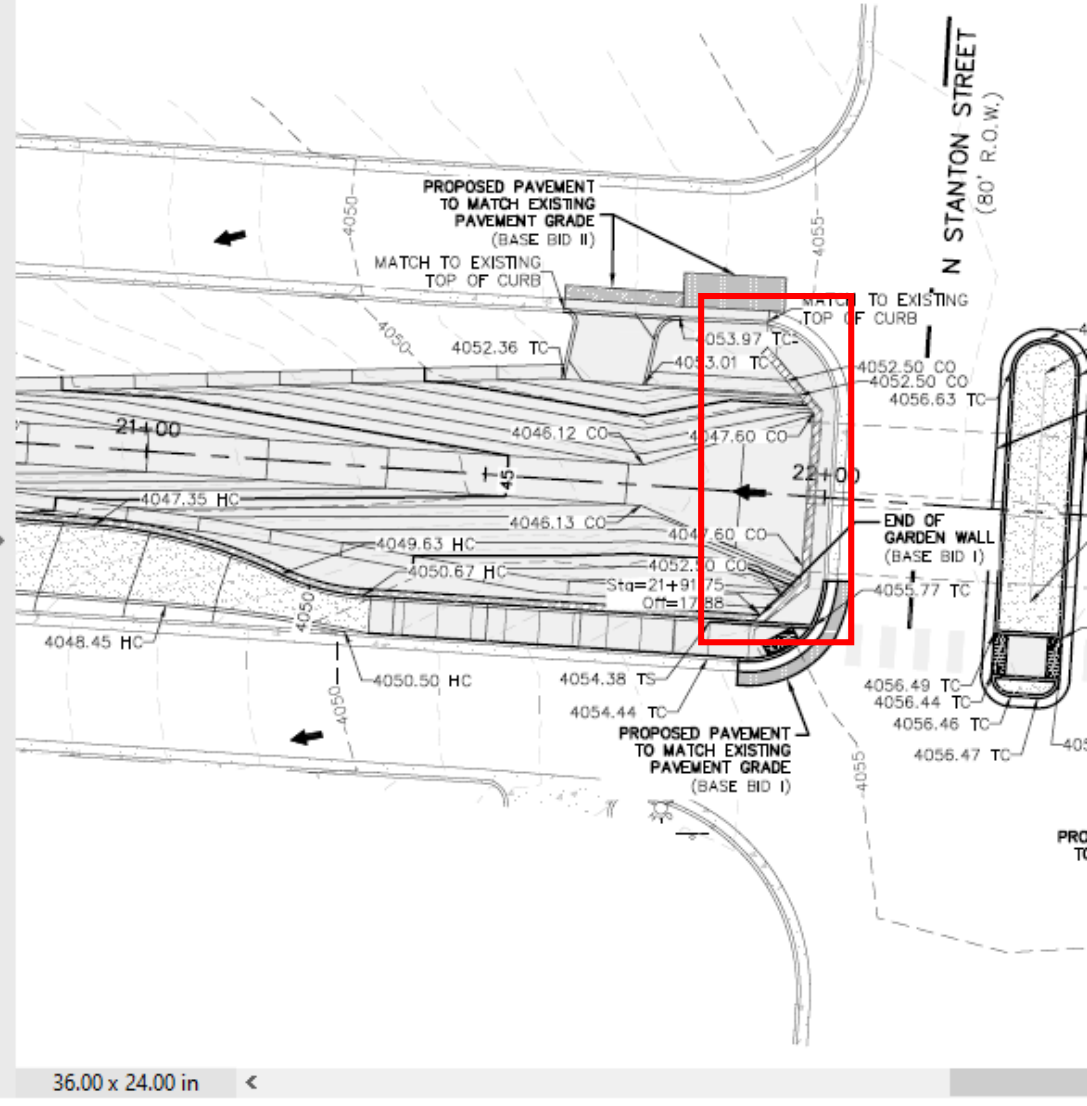 N STANTON STREET
(80' R.O.W.)
PROPOSED PAVEMENT
TO MATCH EXISTING
PAVEMENT GRADE
(BASE BID II)
4050
4055
MATCH TO EXISTING
TOP OF CURB
MATCH TO EXISTING
TOP OF CURB
4050
4053.97 TC
4052.36 TC
4053.01 TC
4052.50 CO
4052.50 CO
4056.63 TC
21+00
4046.12 CO
4047.60 CO
45
22+00
4047.35 HC
4046.13 CO
4047.60 CO
END OF
GARDEN WALL
(BASE BID I)
4049.63 HC
4050.67 HC
4052.50 CO
Sta=21+91.75
Off=17.88
4055.77 TC
4050
4048.45 HC
4050.50 HC
4054.38 TS
4054.44 TC
4050
4056.49 TC
4056.44 TC
4056.46 TC
4056.47 TC
PROPOSED PAVEMENT
TO MATCH EXISTING
PAVEMENT GRADE
(BASE BID I)
4055
36.00 x 24.00 in